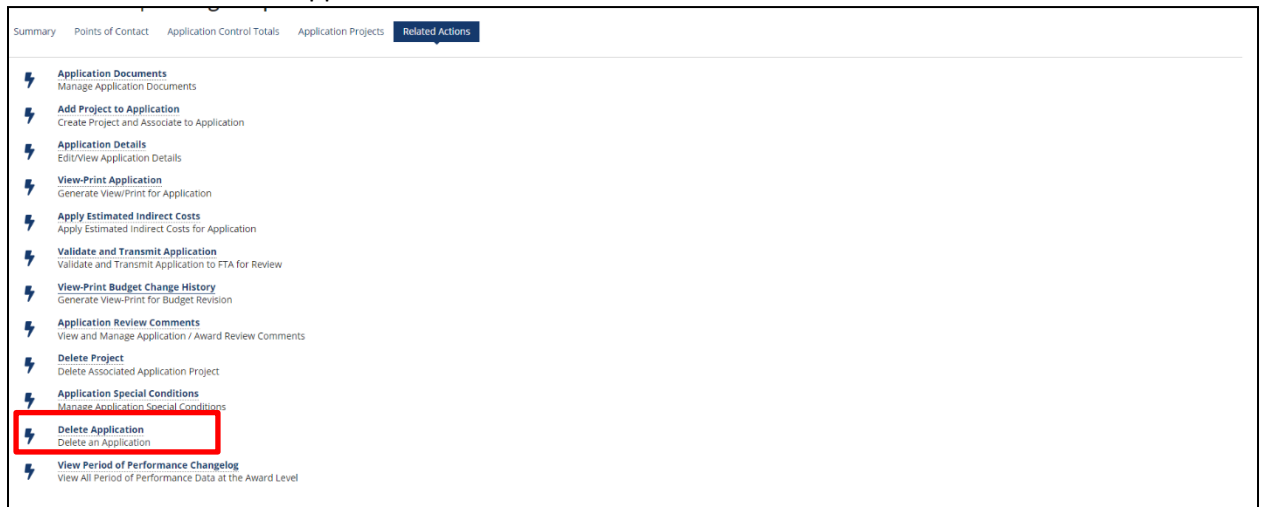 Summary Points of Contact Application Control Totals Application Projects Related Actions
Application Documents
Manage Application Documents
Add Project to Application
Create Project and Associate to Application
Application Details
Edit/View Application Details
View-Print Application
Generate View/Print for Application
Apply Estimated Indirect Costs
Apply Estimated Indirect Costs for Application
Validate and Transmit Application
Validate and Transmit Application to FTA for Review
View-Print Budget Change History
Generate View-Print for Budget Revision
Application Review Comments
View and Manage Application / Award Review Comments
Delete Project
Delete Associated Application Project
Application Special Conditions
Manage Application Special Conditions
Delete Application
Delete an Application
View Period of Performance Changelog
View All Period of Performance Data at the Award Level